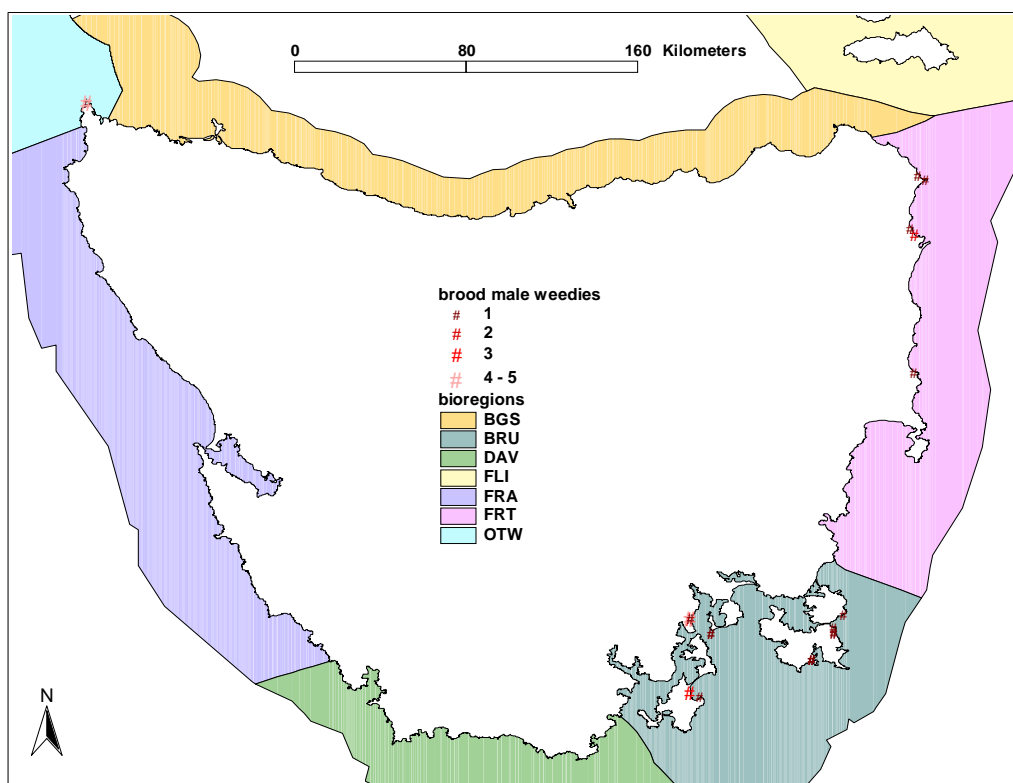 0 80 160 Kilometers
brood male weedies
# 1
# 2
# 3
# 4 - 5
bioregions
BGS
BRU
DAV
FLI
FRA
FRT
OTW
N